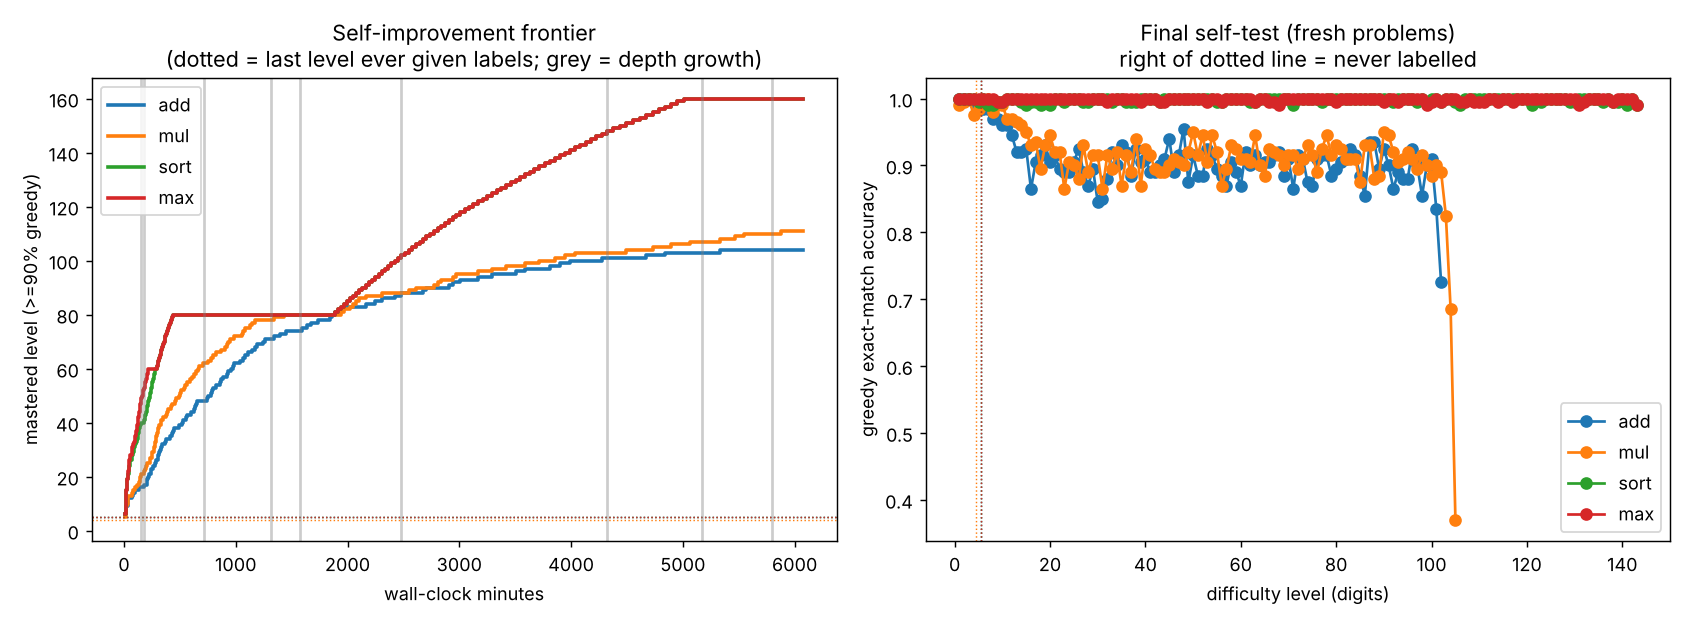 Self-improvement frontier
(dotted = last level ever given labels; grey = depth growth)
mastered level (>=90% greedy)
160
140
120
100
80
60
40
20
0
add
mul
sort
max
0
1000
2000
3000
4000
5000
6000
wall-clock minutes
Final self-test (fresh problems)
right of dotted line = never labelled
greedy exact-match accuracy
1.0
0.9
0.8
0.7
0.6
0.5
0.4
add
mul
sort
max
0
20
40
60
80
100
120
140
difficulty level (digits)